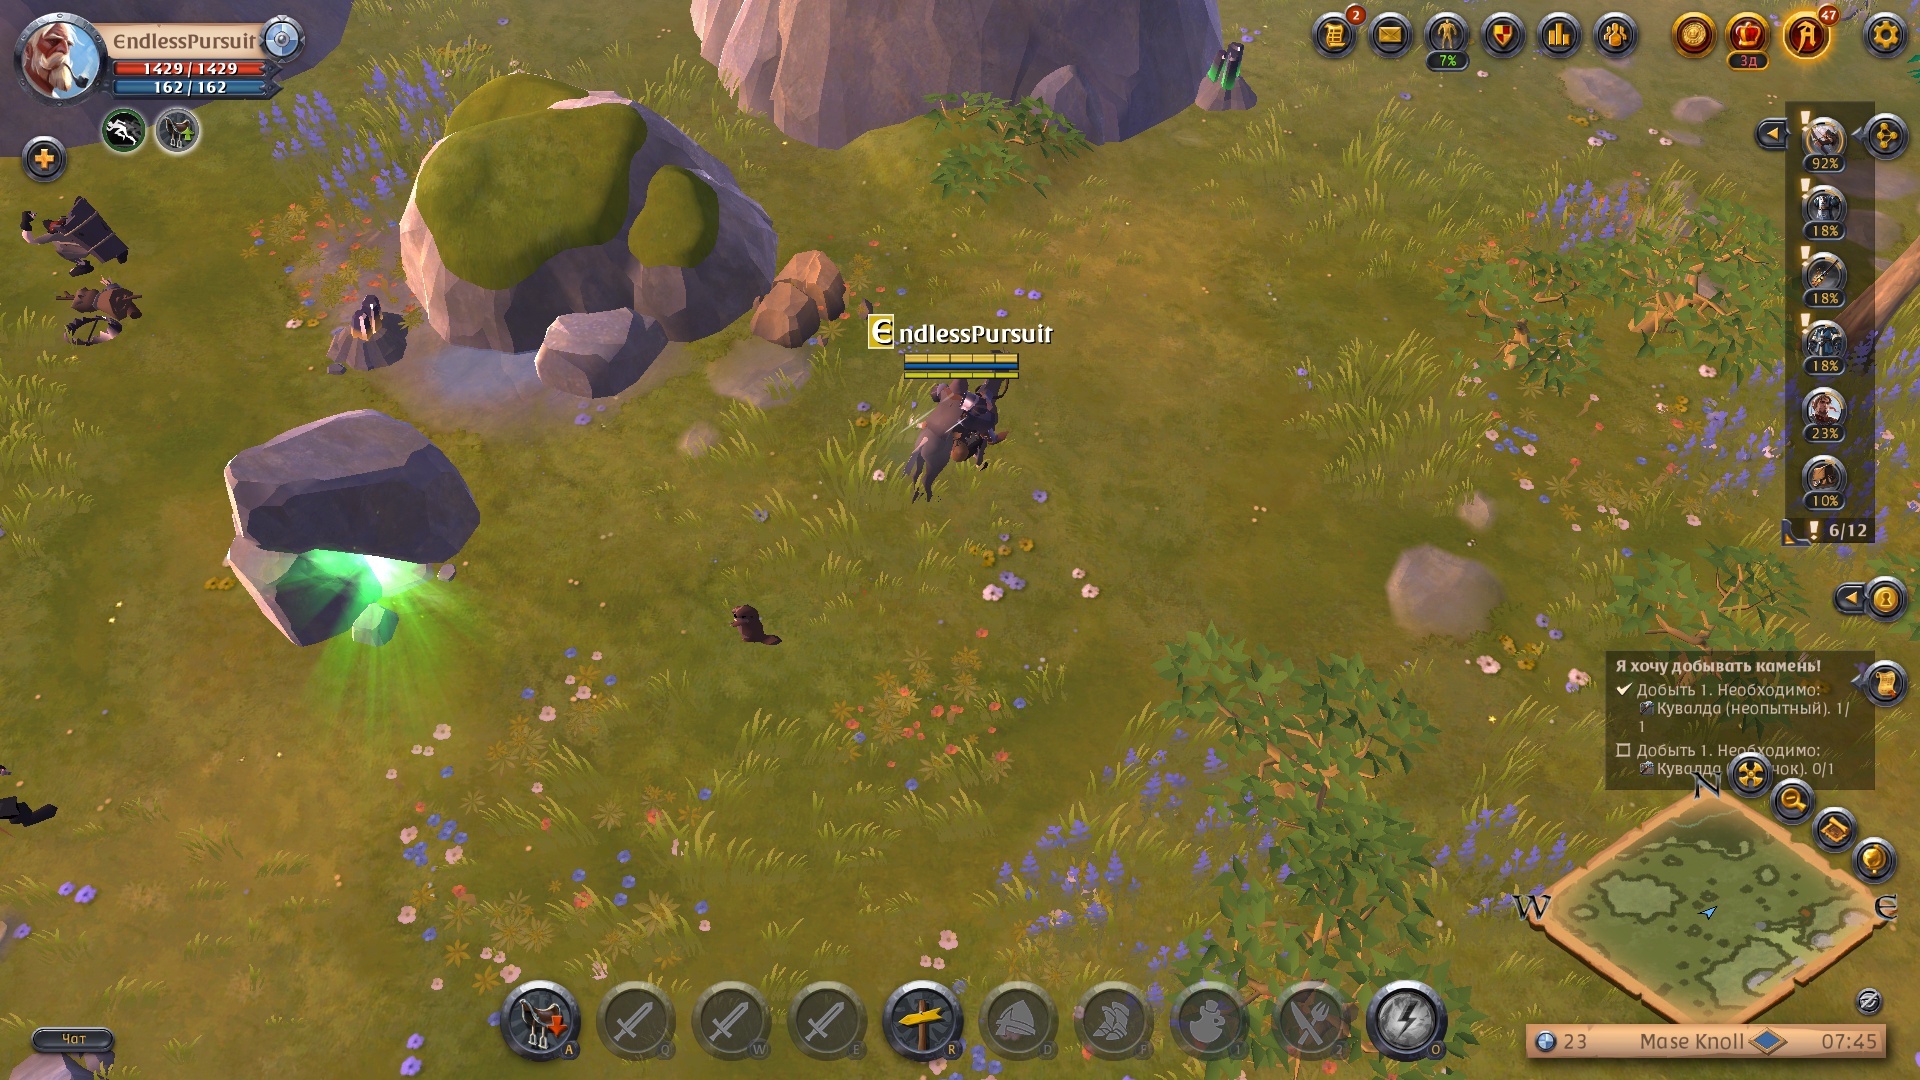 EndlessPursuit
1429 / 1429
162 / 162
2
7%
3д
47
92%
18%
18%
18%
23%
10%
6/12
EndlessPursuit
Я хочу добывать камень!
Добыть 1. Необходимо:
Кувалда (неопытный). 1/
1
Добыть 1. Необходимо:
Кувалда ( чок). 0/1
N
W
E
Чат
A
Q
W
E
R
D
F
1
2
O
23
Mase Knoll
07:45